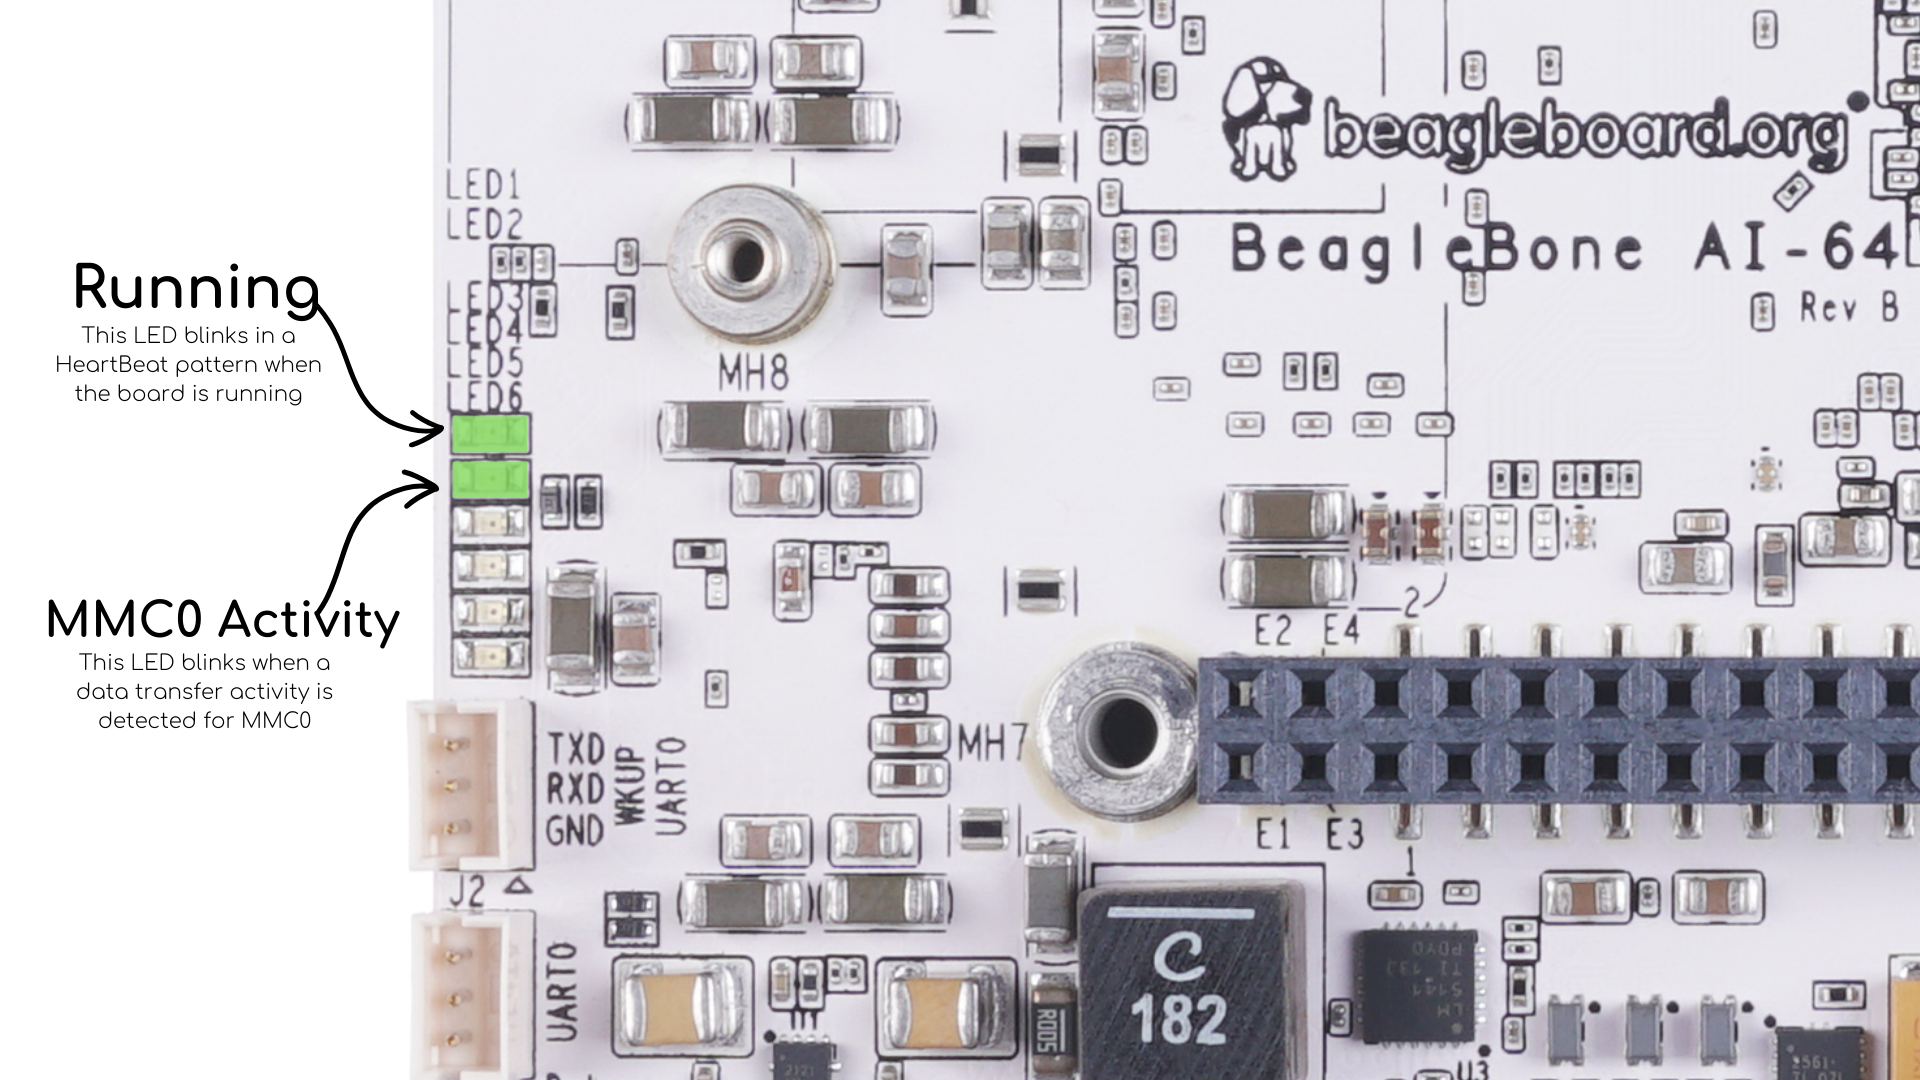 beagleboard.org
BeagleBone AI-64
Rev B
LED1
LED2
LED3
LED4
LED5
LED6
Running
This LED blinks in a
HeartBeat pattern when
the board is running
MH8
MMC0 Activity
This LED blinks when a
data transfer activity is
detected for MMC0
2
E2 E4
MH7
TXD
RXD
GND
WKUP
UART0
E1 E3
1
J2
UART0
C
182
R005
U3